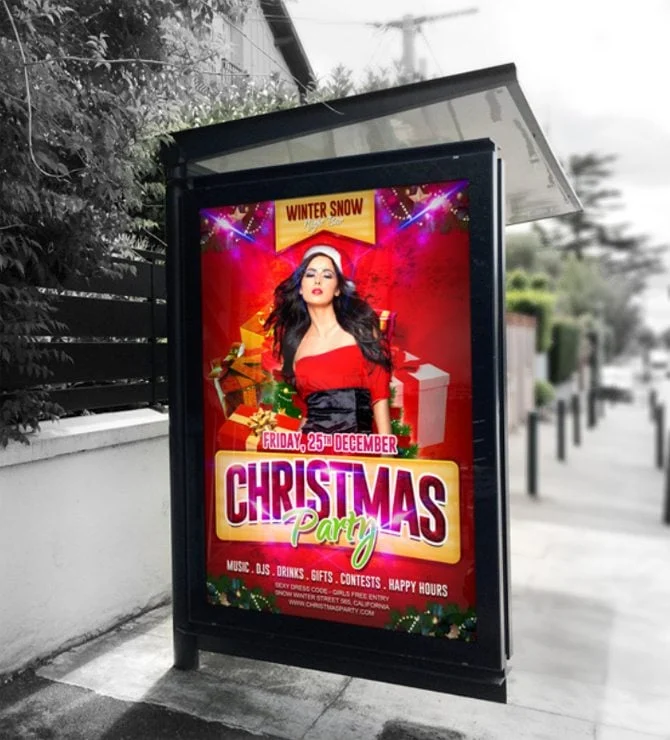 WINTER SNOW
Night Bar
FRIDAY, 25TH DECEMBER
CHRISTMAS
Party
MUSIC . DJS . DRINKS . GIFTS . CONTESTS . HAPPY HOURS
SEXY DRESS CODE - GIRLS FREE ENTRY
SNOW WINTER STREET 585, CALIFORNIA
WWW.CHRISTMASPARTY.COM